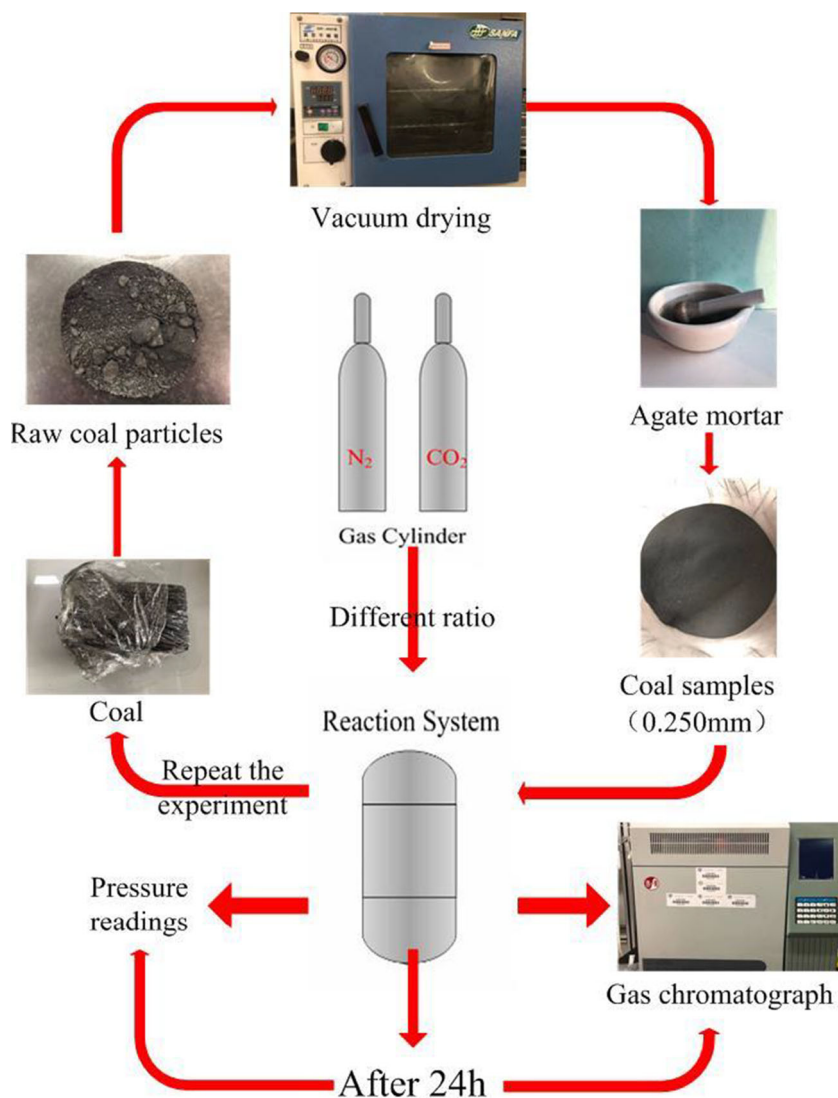 SANFA
Vacuum drying
Raw coal particles
Agate mortar
N₂
CO₂
Gas Cylinder
Different ratio
Coal
Coal samples
（0.250mm）
Reaction System
Repeat the
experiment
Pressure
readings
Gas chromatograph
After 24h